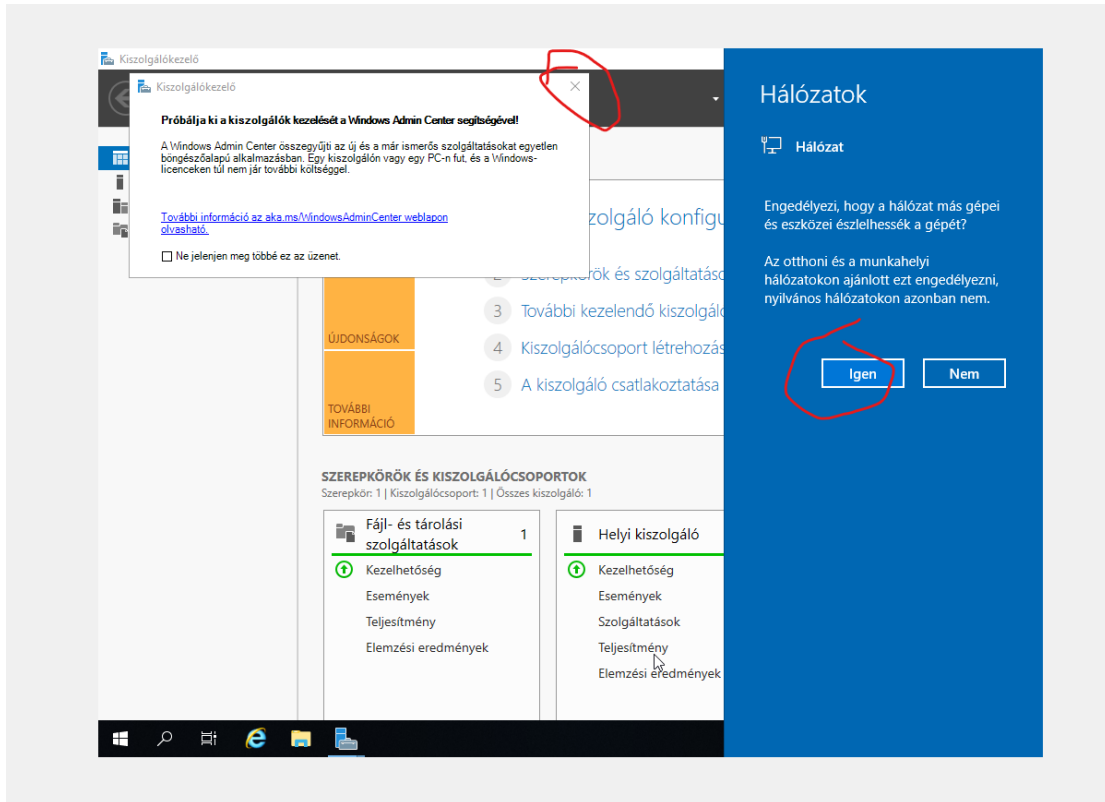 Kiszolgálókezelő
Kiszolgálókezelő
Próbálja ki a kiszolgálók kezelését a Windows Admin Center segítségével!
A Windows Admin Center összegyűjti az új és a már ismerős szolgáltatásokat egyetlen
böngészőalapú alkalmazásban. Egy kiszolgálón vagy egy PC-n fut, és a Windows-
licenceken túl nem jár további költséggel.
További információ az aka.ms/WindowsAdminCenter weblapon
olvasható.
Ne jelenjen meg többé ez az üzenet.
zolgáló konfigu
2 Szerepkörök és szolgáltatáso
3 További kezelendő kiszolgáló
4 Kiszolgálócsoport létrehozás
5 A kiszolgáló csatlakoztatása
ÚJDONSÁGOK
TOVÁBBI
INFORMÁCIÓ
SZEREPKÖRÖK ÉS KISZOLGÁLÓCSOPORTOK
Szerepkör: 1 | Kiszolgálócsoport: 1 | Összes kiszolgáló: 1
Fájl- és tárolási
szolgáltatások
1
Kezelhetőség
Események
Teljesítmény
Elemzési eredmények
Helyi kiszolgáló
Kezelhetőség
Események
Szolgáltatások
Teljesítmény
Elemzési eredmények
Hálózatok
Hálózat
Engedélyezi, hogy a hálózat más gépei
és eszközei észlelhessék a gépét?
Az otthoni és a munkahelyi
hálózatokon ajánlott ezt engedélyezni,
nyilvános hálózatokon azonban nem.
Igen
Nem